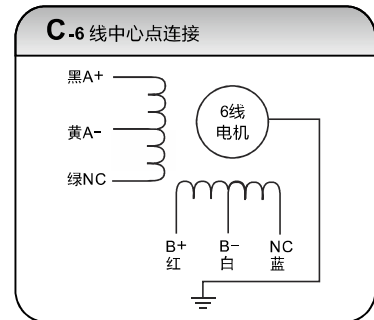 C-6 线中心点连接
黑A+
黄A-
绿NC
6线
电机
B+ B- NC
红 白 蓝